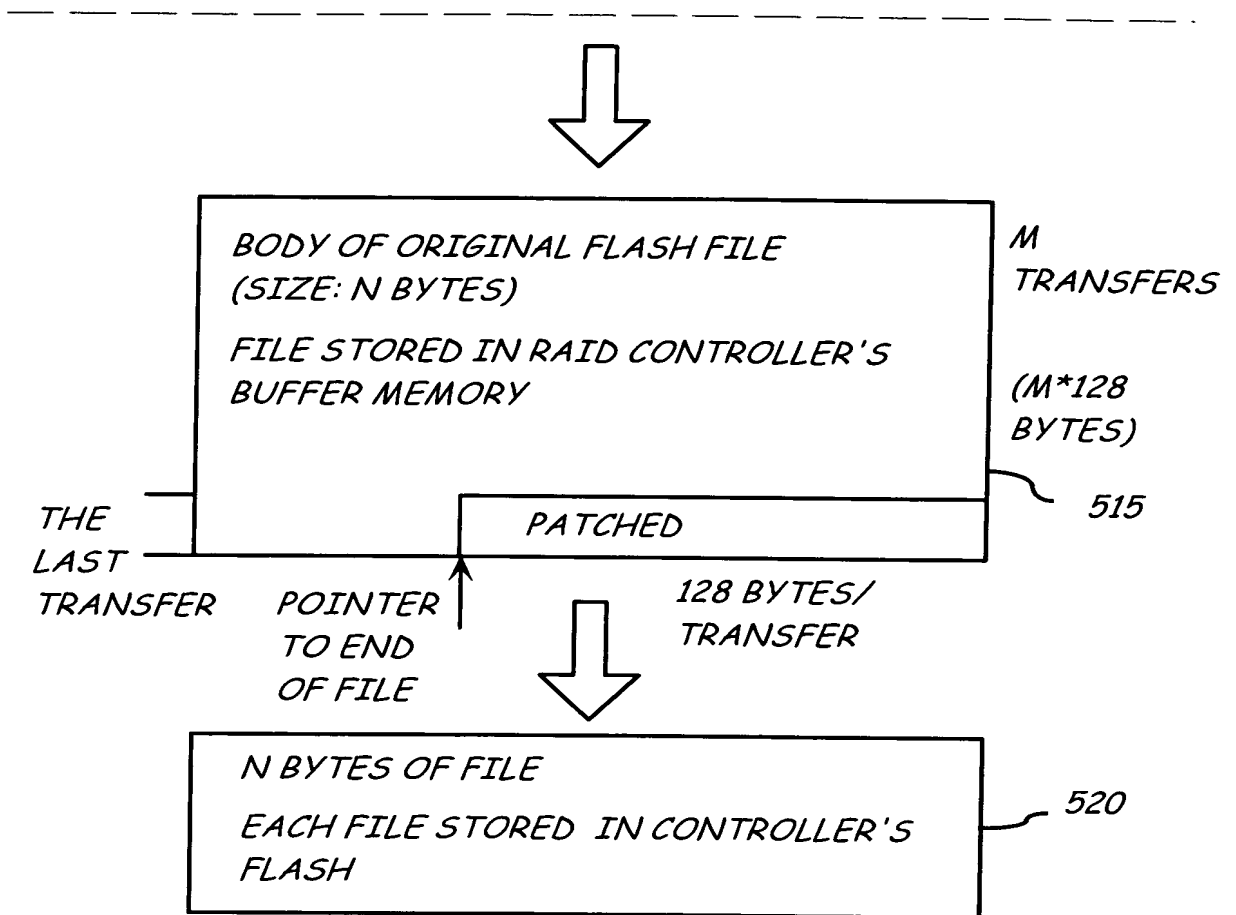 BODY OF ORIGINAL FLASH FILE
(SIZE: N BYTES)
FILE STORED IN RAID CONTROLLER'S
BUFFER MEMORY
M
TRANSFERS
(M*128
BYTES)
515
PATCHED
THE
LAST
TRANSFER
POINTER
TO END
OF FILE
128 BYTES/
TRANSFER
N BYTES OF FILE
EACH FILE STORED IN CONTROLLER'S
FLASH
520